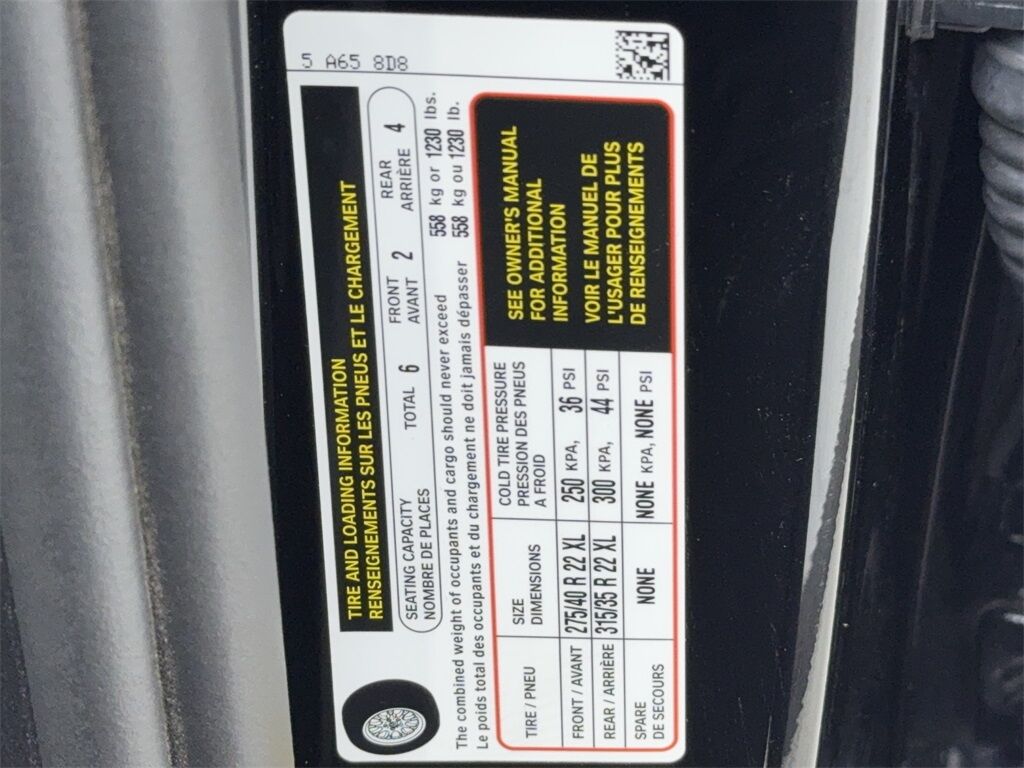 5 A65 8D8
TIRE AND LOADING INFORMATION
RENSEIGNEMENTS SUR LES PNEUS ET LE CHARGEMENT
SEATING CAPACITY
NOMBRE DE PLACES
TOTAL 6
FRONT
AVANT 2
REAR
ARRIÈRE 4
The combined weight of occupants and cargo should never exceed 558 kg or 1230 lbs.
Le poids total des occupants et du chargement ne doit jamais dépasser 558 kg ou 1230 lb.
TIRE / PNEU
SIZE
DIMENSIONS
COLD TIRE PRESSURE
PRESSION DES PNEUS
A FROID
FRONT / AVANT 275/40 R 22 XL 250 KPA, 36 PSI
REAR / ARRIÈRE 315/35 R 22 XL 300 KPA, 44 PSI
SPARE
DE SECOURS
NONE NONE KPA, NONE PSI
SEE OWNER'S MANUAL
FOR ADDITIONAL
INFORMATION
VOIR LE MANUEL DE
L'USAGER POUR PLUS
DE RENSEIGNEMENTS